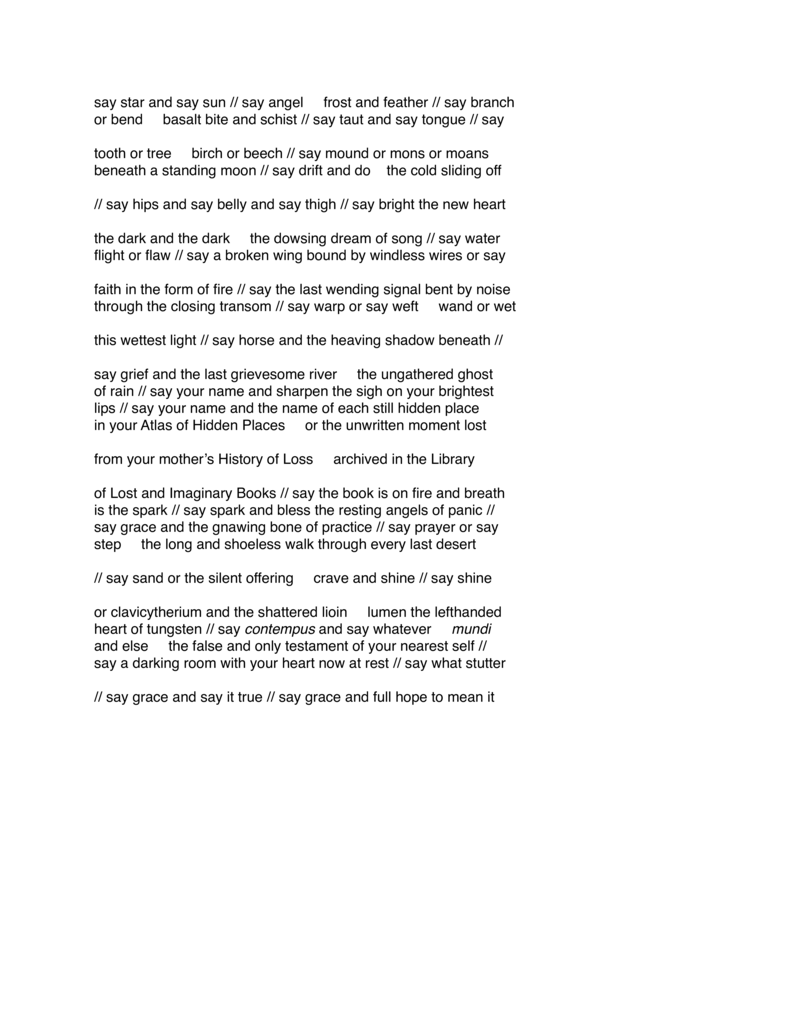 say star and say sun // say angel     frost and feather // say branch
or bend     basalt bite and schist // say taut and say tongue // say

tooth or tree     birch or beech // say mound or mons or moans
beneath a standing moon // say drift and do    the cold sliding off

// say hips and say belly and say thigh // say bright the new heart

the dark and the dark     the dowsing dream of song // say water
flight or flaw // say a broken wing bound by windless wires or say

faith in the form of fire // say the last wending signal bent by noise
through the closing transom // say warp or say weft     wand or wet

this wettest light // say horse and the heaving shadow beneath //

say grief and the last grievesome river     the ungathered ghost
of rain // say your name and sharpen the sigh on your brightest
lips // say your name and the name of each still hidden place
in your Atlas of Hidden Places     or the unwritten moment lost

from your mother’s History of Loss     archived in the Library

of Lost and Imaginary Books // say the book is on fire and breath
is the spark // say spark and bless the resting angels of panic //
say grace and the gnawing bone of practice // say prayer or say
step     the long and shoeless walk through every last desert

// say sand or the silent offering     crave and shine // say shine

or clavicytherium and the shattered lioin     lumen the lefthanded
heart of tungsten // say contempus and say whatever     mundi
and else     the false and only testament of your nearest self //
say a darking room with your heart now at rest // say what stutter

// say grace and say it true // say grace and full hope to mean it